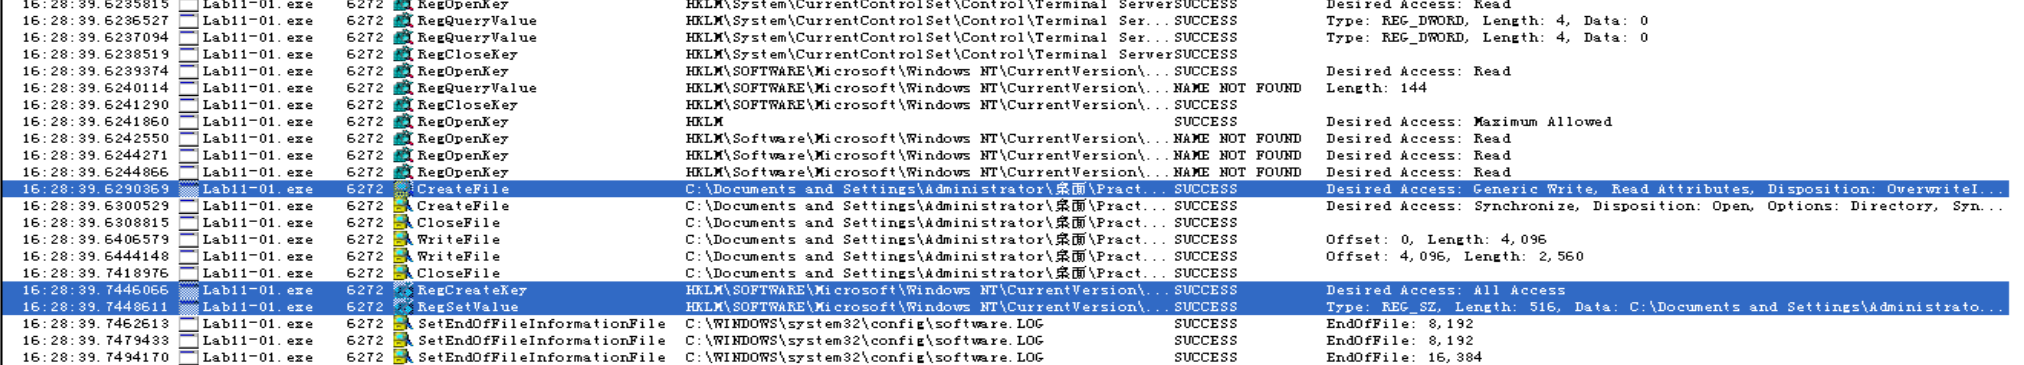 16:28:39.6235815 Lab11-01.exe 6272 RegOpenKey HKLM\System\CurrentControlSet\Control\Terminal Server SUCCESS Desired Access: Read
16:28:39.6236527 Lab11-01.exe 6272 RegQueryValue HKLM\System\CurrentControlSet\Control\Terminal Ser... SUCCESS Type: REG_DWORD, Length: 4, Data: 0
16:28:39.6237094 Lab11-01.exe 6272 RegQueryValue HKLM\System\CurrentControlSet\Control\Terminal Ser... SUCCESS Type: REG_DWORD, Length: 4, Data: 0
16:28:39.6238519 Lab11-01.exe 6272 RegCloseKey HKLM\System\CurrentControlSet\Control\Terminal Server SUCCESS
16:28:39.6239374 Lab11-01.exe 6272 RegOpenKey HKLM\SOFTWARE\Microsoft\Windows NT\CurrentVersion\... SUCCESS Desired Access: Read
16:28:39.6240114 Lab11-01.exe 6272 RegQueryValue HKLM\SOFTWARE\Microsoft\Windows NT\CurrentVersion\... NAME NOT FOUND Length: 144
16:28:39.6241290 Lab11-01.exe 6272 RegCloseKey HKLM\SOFTWARE\Microsoft\Windows NT\CurrentVersion\... SUCCESS
16:28:39.6241860 Lab11-01.exe 6272 RegOpenKey HKLM SUCCESS Desired Access: Maximum Allowed
16:28:39.6242550 Lab11-01.exe 6272 RegOpenKey HKLM\Software\Microsoft\Windows NT\CurrentVersion\... NAME NOT FOUND Desired Access: Read
16:28:39.6244271 Lab11-01.exe 6272 RegOpenKey HKLM\Software\Microsoft\Windows NT\CurrentVersion\... NAME NOT FOUND Desired Access: Read
16:28:39.6244866 Lab11-01.exe 6272 RegOpenKey HKLM\Software\Microsoft\Windows NT\CurrentVersion\... NAME NOT FOUND Desired Access: Read
16:28:39.6290369 Lab11-01.exe 6272 CreateFile C:\Documents and Settings\Administrator\桌面\Pract... SUCCESS Desired Access: Generic Write, Read Attributes, Disposition: OverwriteI...
16:28:39.6300529 Lab11-01.exe 6272 CreateFile C:\Documents and Settings\Administrator\桌面\Pract... SUCCESS Desired Access: Synchronize, Disposition: Open, Options: Directory, Syn...
16:28:39.6308815 Lab11-01.exe 6272 CloseFile C:\Documents and Settings\Administrator\桌面\Pract... SUCCESS
16:28:39.6406579 Lab11-01.exe 6272 WriteFile C:\Documents and Settings\Administrator\桌面\Pract... SUCCESS Offset: 0, Length: 4,096
16:28:39.6444148 Lab11-01.exe 6272 WriteFile C:\Documents and Settings\Administrator\桌面\Pract... SUCCESS Offset: 4,096, Length: 2,560
16:28:39.7418976 Lab11-01.exe 6272 CloseFile C:\Documents and Settings\Administrator\桌面\Pract... SUCCESS
16:28:39.7446066 Lab11-01.exe 6272 RegCreateKey HKLM\SOFTWARE\Microsoft\Windows NT\CurrentVersion\... SUCCESS Desired Access: All Access
16:28:39.7448611 Lab11-01.exe 6272 RegSetValue HKLM\SOFTWARE\Microsoft\Windows NT\CurrentVersion\... SUCCESS Type: REG_SZ, Length: 516, Data: C:\Documents and Settings\Administrato...
16:28:39.7462613 Lab11-01.exe 6272 SetEndOfFileInformationFile C:\WINDOWS\system32\config\software.LOG SUCCESS EndOfFile: 8,192
16:28:39.7479433 Lab11-01.exe 6272 SetEndOfFileInformationFile C:\WINDOWS\system32\config\software.LOG SUCCESS EndOfFile: 8,192
16:28:39.7494170 Lab11-01.exe 6272 SetEndOfFileInformationFile C:\WINDOWS\system32\config\software.LOG SUCCESS EndOfFile: 16,384